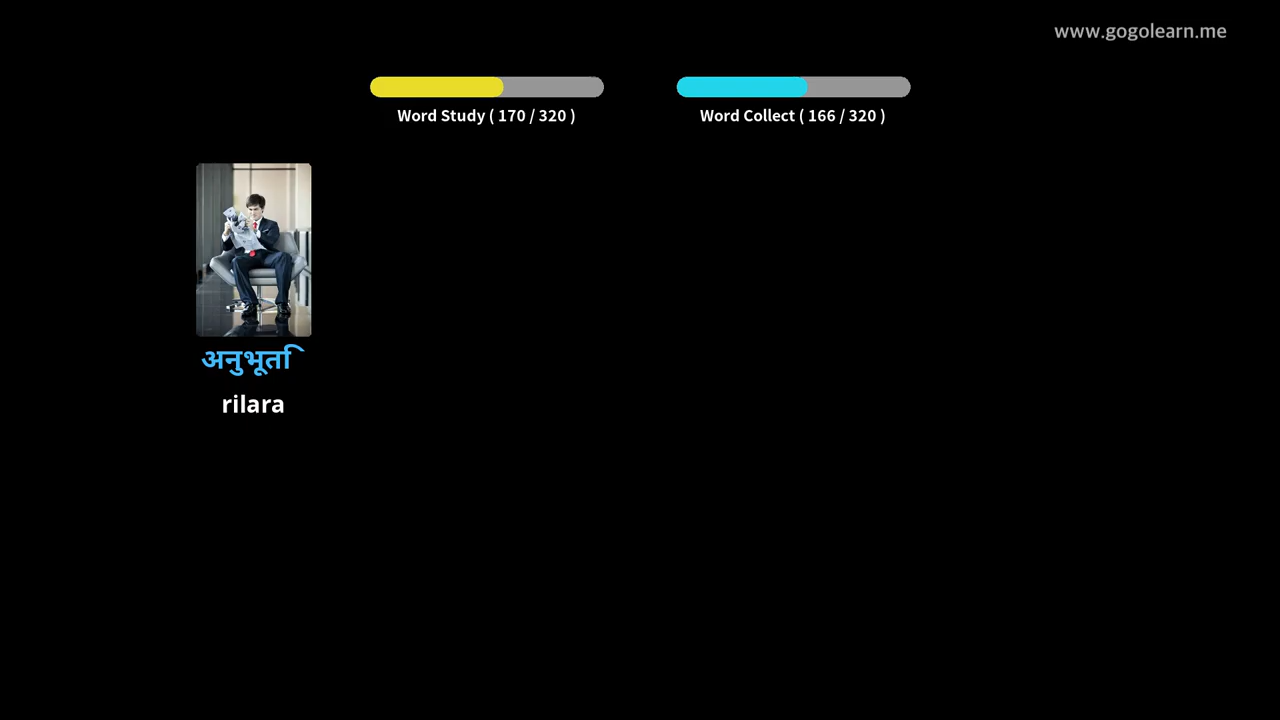 www.gogolearn.me
Word Study ( 170 / 320 )
Word Collect ( 166 / 320 )
अनुभूति
rilara